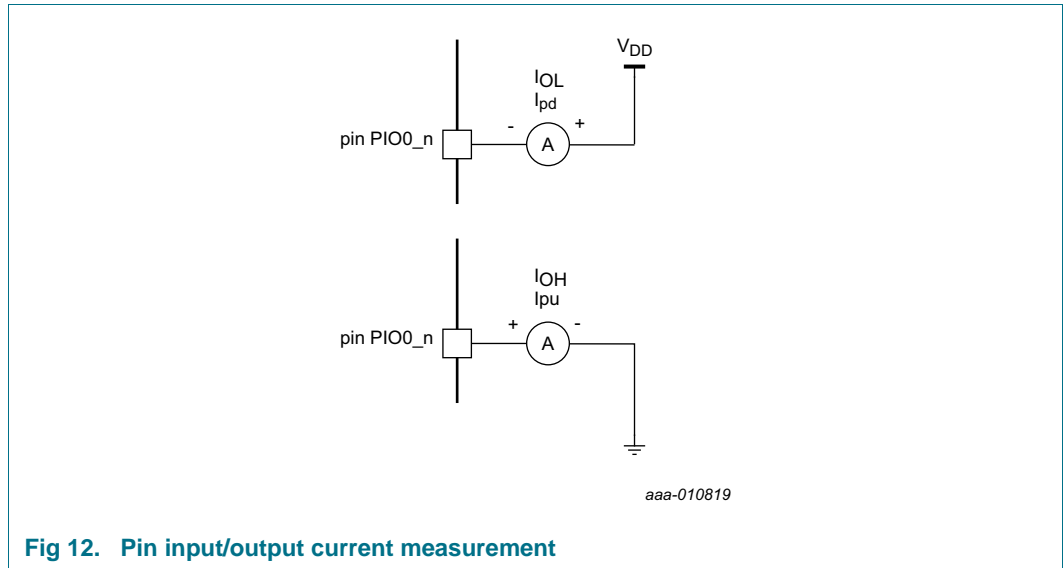 VDD
IOL
Ipd
- +
pin PIO0_n
A
IOH
Ipu
+ -
pin PIO0_n
A
aaa-010819
Fig 12. Pin input/output current measurement